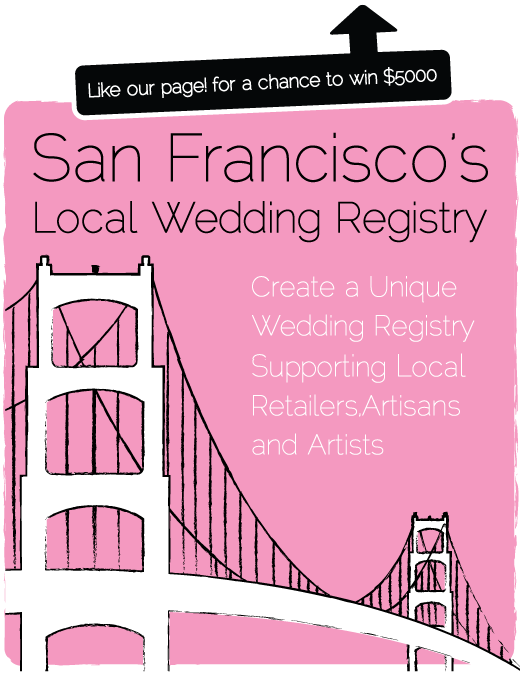 Like our page! for a chance to win $5000
San Francisco's
Local Wedding Registry
Create a Unique
Wedding Registry
Supporting Local
Retailers,Artisans
and Artists